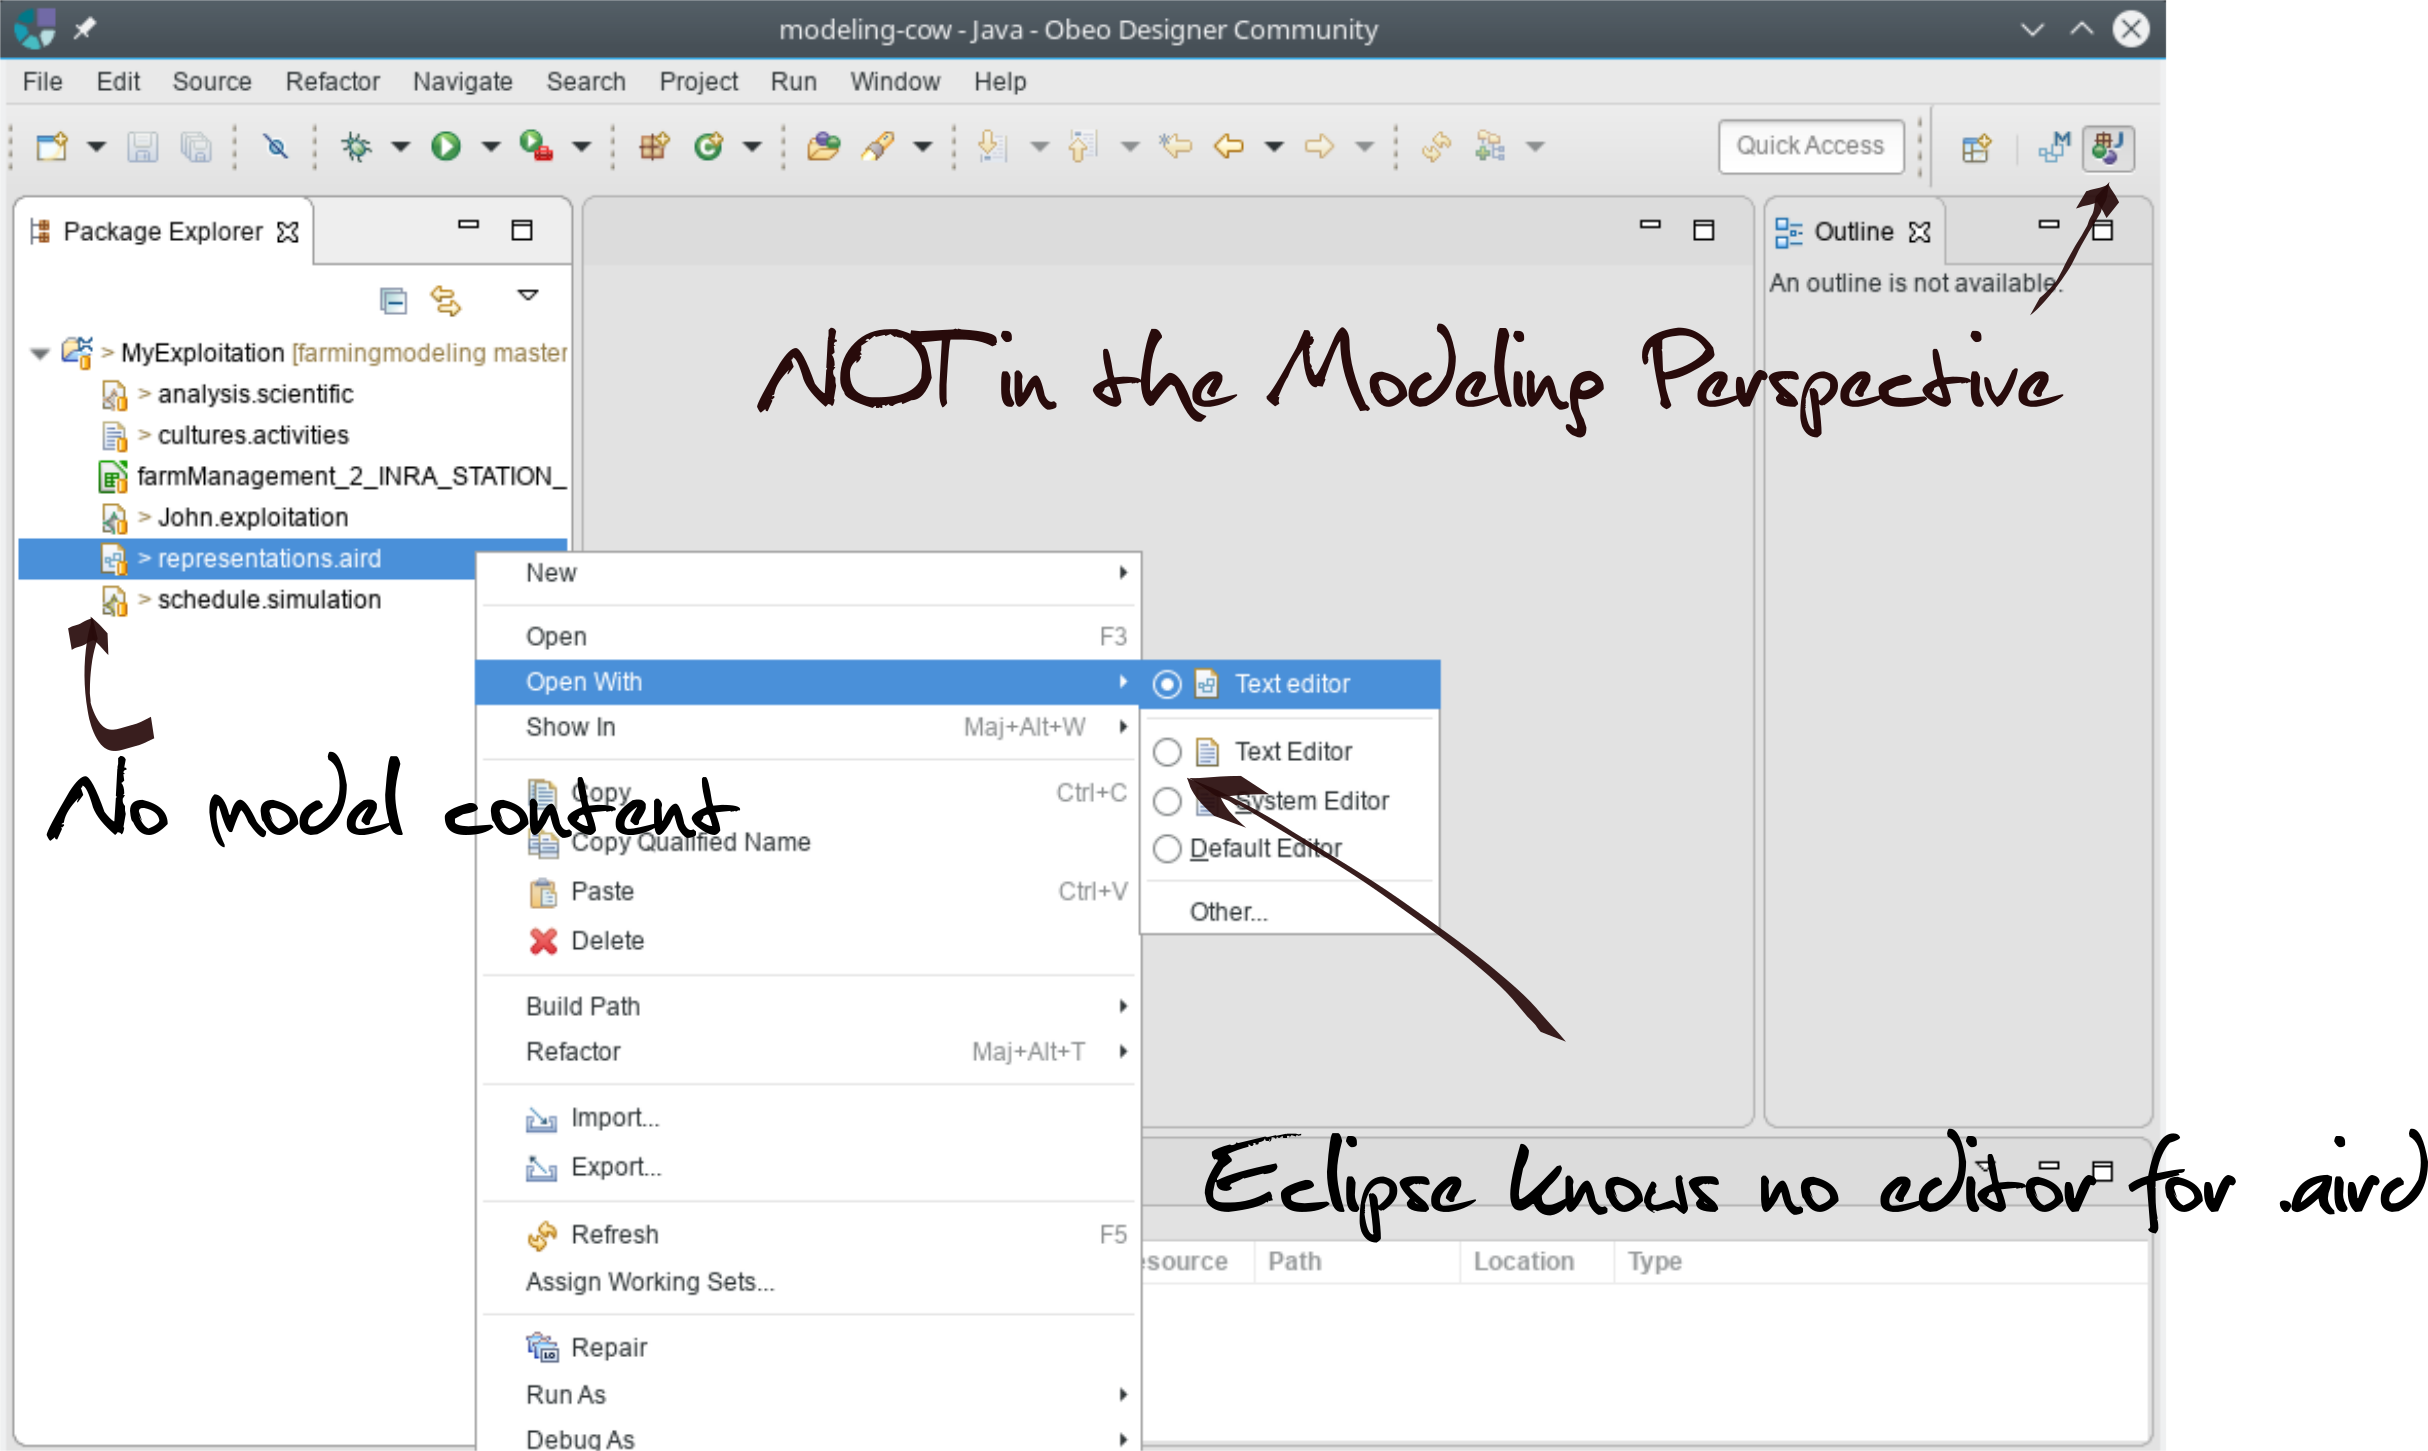 modeling-cow - Java - Obeo Designer Community
File Edit Source Refactor Navigate Search Project Run Window Help
Quick Access
Package Explorer
Outline
An outline is not available.
> MyExploitation [farmingmodeling master
> analysis.scientific
> cultures.activities
farmManagement_2_INRA_STATION_
> John.exploitation
> representations.aird
> schedule.simulation
NOT in the Modeling Perspective
No model content
New
Open F3
Open With
Show In Maj+Alt+W
Copy Ctrl+C
Copy Qualified Name
Paste Ctrl+V
Delete
Build Path
Refactor Maj+Alt+T
Import...
Export...
Refresh F5
Assign Working Sets...
Repair
Run As
Debug As
Text editor
Text Editor
System Editor
Default Editor
Other...
Eclipse knows no editor for .aird
esource Path Location Type